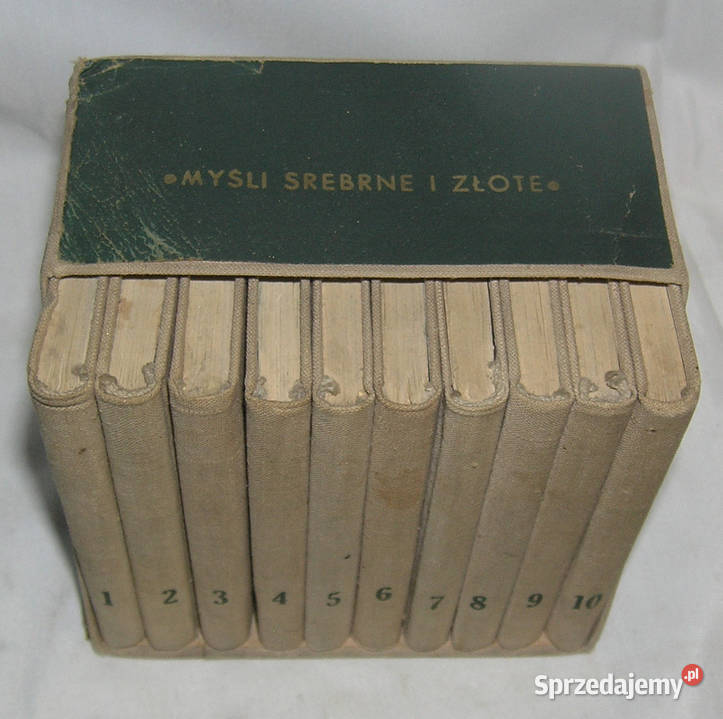 •MYŚLI SREBRNE I ZŁOTE•
1 2 3 4 5 6 7 8 9 10
Sprzedajemy.pl